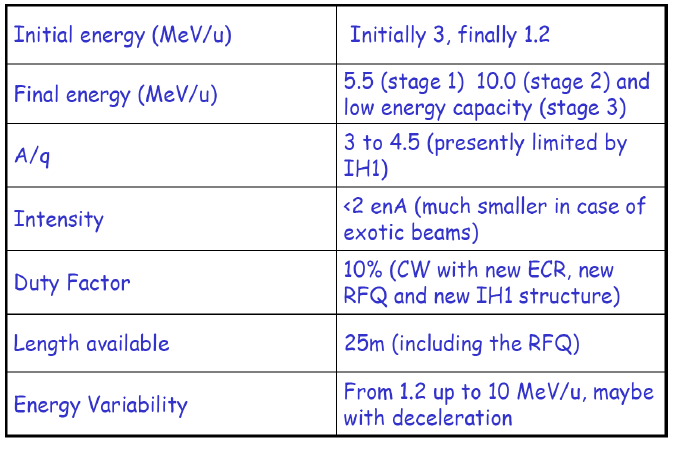 Initial energy (MeV/u)
Initially 3, finally 1.2
Final energy (MeV/u)
5.5 (stage 1)  10.0 (stage 2) and
low energy capacity (stage 3)
A/q
3 to 4.5 (presently limited by
IH1)
Intensity
<2 enA (much smaller in case of
exotic beams)
Duty Factor
10% (CW with new ECR, new
RFQ and new IH1 structure)
Length available
25m (including the RFQ)
Energy Variability
From 1.2 up to 10 MeV/u, maybe
with deceleration